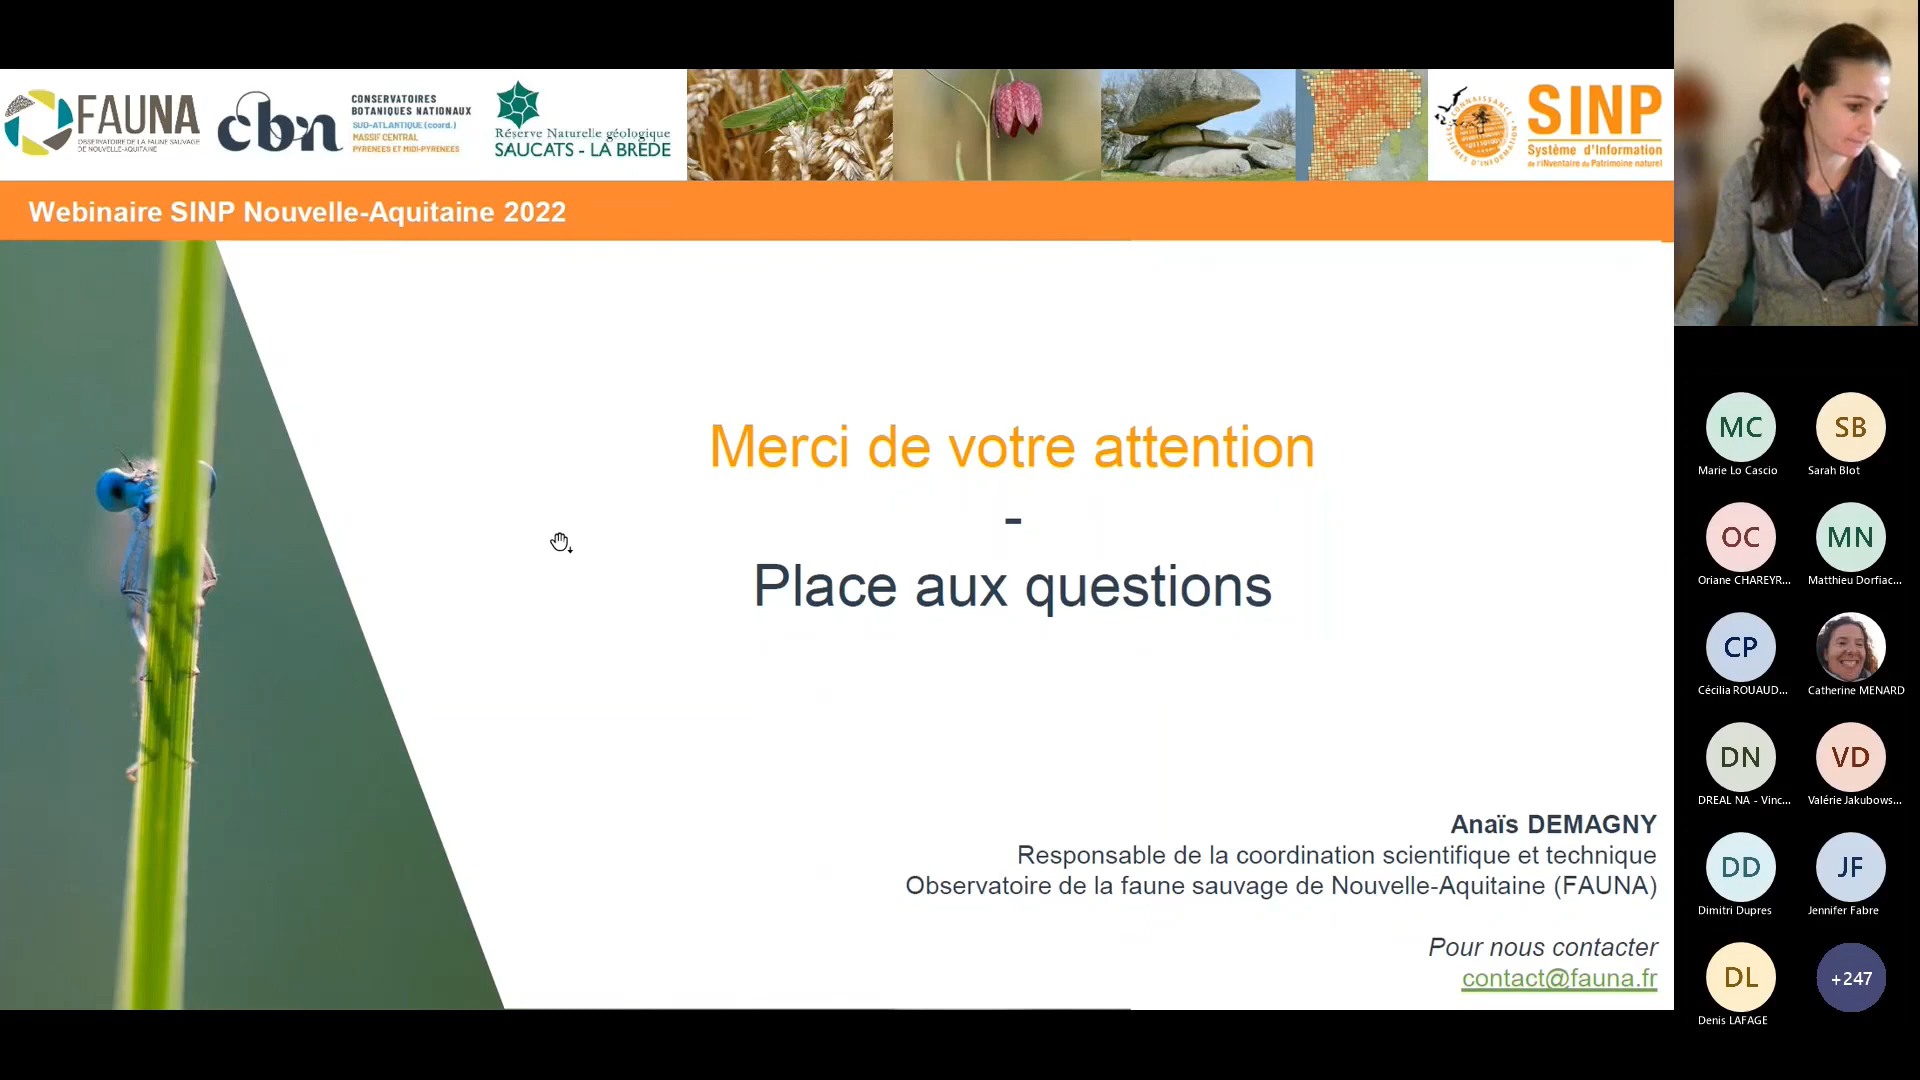 FAUNA
OBSERVATOIRE DE LA FAUNE SAUVAGE
DE NOUVELLE-AQUITAINE
cbn
CONSERVATOIRES
BOTANIQUES NATIONAUX
SUD-ATLANTIQUE (coord.)
MASSIF CENTRAL
PYRENEES ET MIDI-PYRENEES
Réserve Naturelle géologique
SAUCATS - LA BRÈDE
SINP
Système d'Information
de l'iNventaire du Patrimoine naturel
Webinaire SINP Nouvelle-Aquitaine 2022
Merci de votre attention
-
Place aux questions
Anaïs DEMAGNY
Responsable de la coordination scientifique et technique
Observatoire de la faune sauvage de Nouvelle-Aquitaine (FAUNA)
Pour nous contacter
contact@fauna.fr
MC
Marie Lo Cascio
SB
Sarah Blot
OC
Oriane CHAREYR...
MN
Matthieu Dorfiac...
CP
Cécilia ROUAUD...
Catherine MENARD
DN
DREAL NA - Vinc...
VD
Valérie Jakubows...
DD
Dimitri Dupres
JF
Jennifer Fabre
DL
Denis LAFAGE
+247